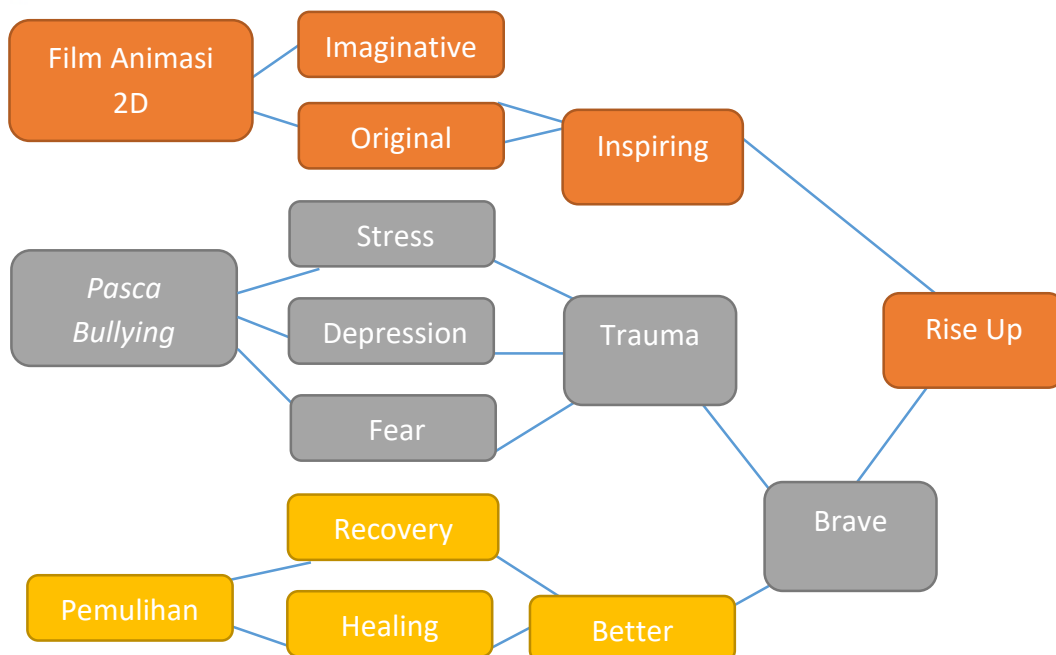 Film Animasi
2D
Imaginative
Original
Inspiring
Pasca
Bullying
Stress
Depression
Fear
Trauma
Rise Up
Brave
Pemulihan
Recovery
Healing
Better